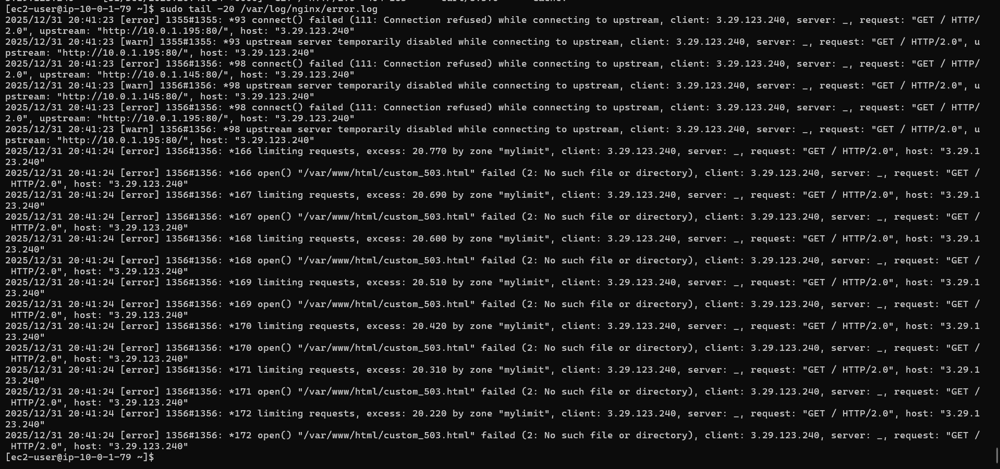 [ec2-user@ip-10-0-1-79 ~]$ sudo tail -20 /var/log/nginx/error.log
2025/12/31 20:41:23 [error] 1355#1355: *93 connect() failed (111: Connection refused) while connecting to upstream, client: 3.29.123.240, server: _, request: "GET / HTTP/
2.0", upstream: "http://10.0.1.195:80/", host: "3.29.123.240"
2025/12/31 20:41:23 [warn] 1355#1355: *93 upstream server temporarily disabled while connecting to upstream, client: 3.29.123.240, server: _, request: "GET / HTTP/2.0", u
pstream: "http://10.0.1.195:80/", host: "3.29.123.240"
2025/12/31 20:41:23 [error] 1356#1356: *98 connect() failed (111: Connection refused) while connecting to upstream, client: 3.29.123.240, server: _, request: "GET / HTTP/
2.0", upstream: "http://10.0.1.145:80/", host: "3.29.123.240"
2025/12/31 20:41:23 [warn] 1356#1356: *98 upstream server temporarily disabled while connecting to upstream, client: 3.29.123.240, server: _, request: "GET / HTTP/2.0", u
pstream: "http://10.0.1.145:80/", host: "3.29.123.240"
2025/12/31 20:41:23 [error] 1356#1356: *98 connect() failed (111: Connection refused) while connecting to upstream, client: 3.29.123.240, server: _, request: "GET / HTTP/
2.0", upstream: "http://10.0.1.195:80/", host: "3.29.123.240"
2025/12/31 20:41:23 [warn] 1356#1356: *98 upstream server temporarily disabled while connecting to upstream, client: 3.29.123.240, server: _, request: "GET / HTTP/2.0", u
pstream: "http://10.0.1.195:80/", host: "3.29.123.240"
2025/12/31 20:41:24 [error] 1356#1356: *166 limiting requests, excess: 20.770 by zone "mylimit", client: 3.29.123.240, server: _, request: "GET / HTTP/2.0", host: "3.29.1
23.240"
2025/12/31 20:41:24 [error] 1356#1356: *166 open() "/var/www/html/custom_503.html" failed (2: No such file or directory), client: 3.29.123.240, server: _, request: "GET /
 HTTP/2.0", host: "3.29.123.240"
2025/12/31 20:41:24 [error] 1356#1356: *167 limiting requests, excess: 20.690 by zone "mylimit", client: 3.29.123.240, server: _, request: "GET / HTTP/2.0", host: "3.29.1
23.240"
2025/12/31 20:41:24 [error] 1356#1356: *167 open() "/var/www/html/custom_503.html" failed (2: No such file or directory), client: 3.29.123.240, server: _, request: "GET /
 HTTP/2.0", host: "3.29.123.240"
2025/12/31 20:41:24 [error] 1356#1356: *168 limiting requests, excess: 20.600 by zone "mylimit", client: 3.29.123.240, server: _, request: "GET / HTTP/2.0", host: "3.29.1
23.240"
2025/12/31 20:41:24 [error] 1356#1356: *168 open() "/var/www/html/custom_503.html" failed (2: No such file or directory), client: 3.29.123.240, server: _, request: "GET /
 HTTP/2.0", host: "3.29.123.240"
2025/12/31 20:41:24 [error] 1356#1356: *169 limiting requests, excess: 20.510 by zone "mylimit", client: 3.29.123.240, server: _, request: "GET / HTTP/2.0", host: "3.29.1
23.240"
2025/12/31 20:41:24 [error] 1356#1356: *169 open() "/var/www/html/custom_503.html" failed (2: No such file or directory), client: 3.29.123.240, server: _, request: "GET /
 HTTP/2.0", host: "3.29.123.240"
2025/12/31 20:41:24 [error] 1356#1356: *170 limiting requests, excess: 20.420 by zone "mylimit", client: 3.29.123.240, server: _, request: "GET / HTTP/2.0", host: "3.29.1
23.240"
2025/12/31 20:41:24 [error] 1356#1356: *170 open() "/var/www/html/custom_503.html" failed (2: No such file or directory), client: 3.29.123.240, server: _, request: "GET /
 HTTP/2.0", host: "3.29.123.240"
2025/12/31 20:41:24 [error] 1356#1356: *171 limiting requests, excess: 20.310 by zone "mylimit", client: 3.29.123.240, server: _, request: "GET / HTTP/2.0", host: "3.29.1
23.240"
2025/12/31 20:41:24 [error] 1356#1356: *171 open() "/var/www/html/custom_503.html" failed (2: No such file or directory), client: 3.29.123.240, server: _, request: "GET /
 HTTP/2.0", host: "3.29.123.240"
2025/12/31 20:41:24 [error] 1356#1356: *172 limiting requests, excess: 20.220 by zone "mylimit", client: 3.29.123.240, server: _, request: "GET / HTTP/2.0", host: "3.29.1
23.240"
2025/12/31 20:41:24 [error] 1356#1356: *172 open() "/var/www/html/custom_503.html" failed (2: No such file or directory), client: 3.29.123.240, server: _, request: "GET /
 HTTP/2.0", host: "3.29.123.240"
[ec2-user@ip-10-0-1-79 ~]$